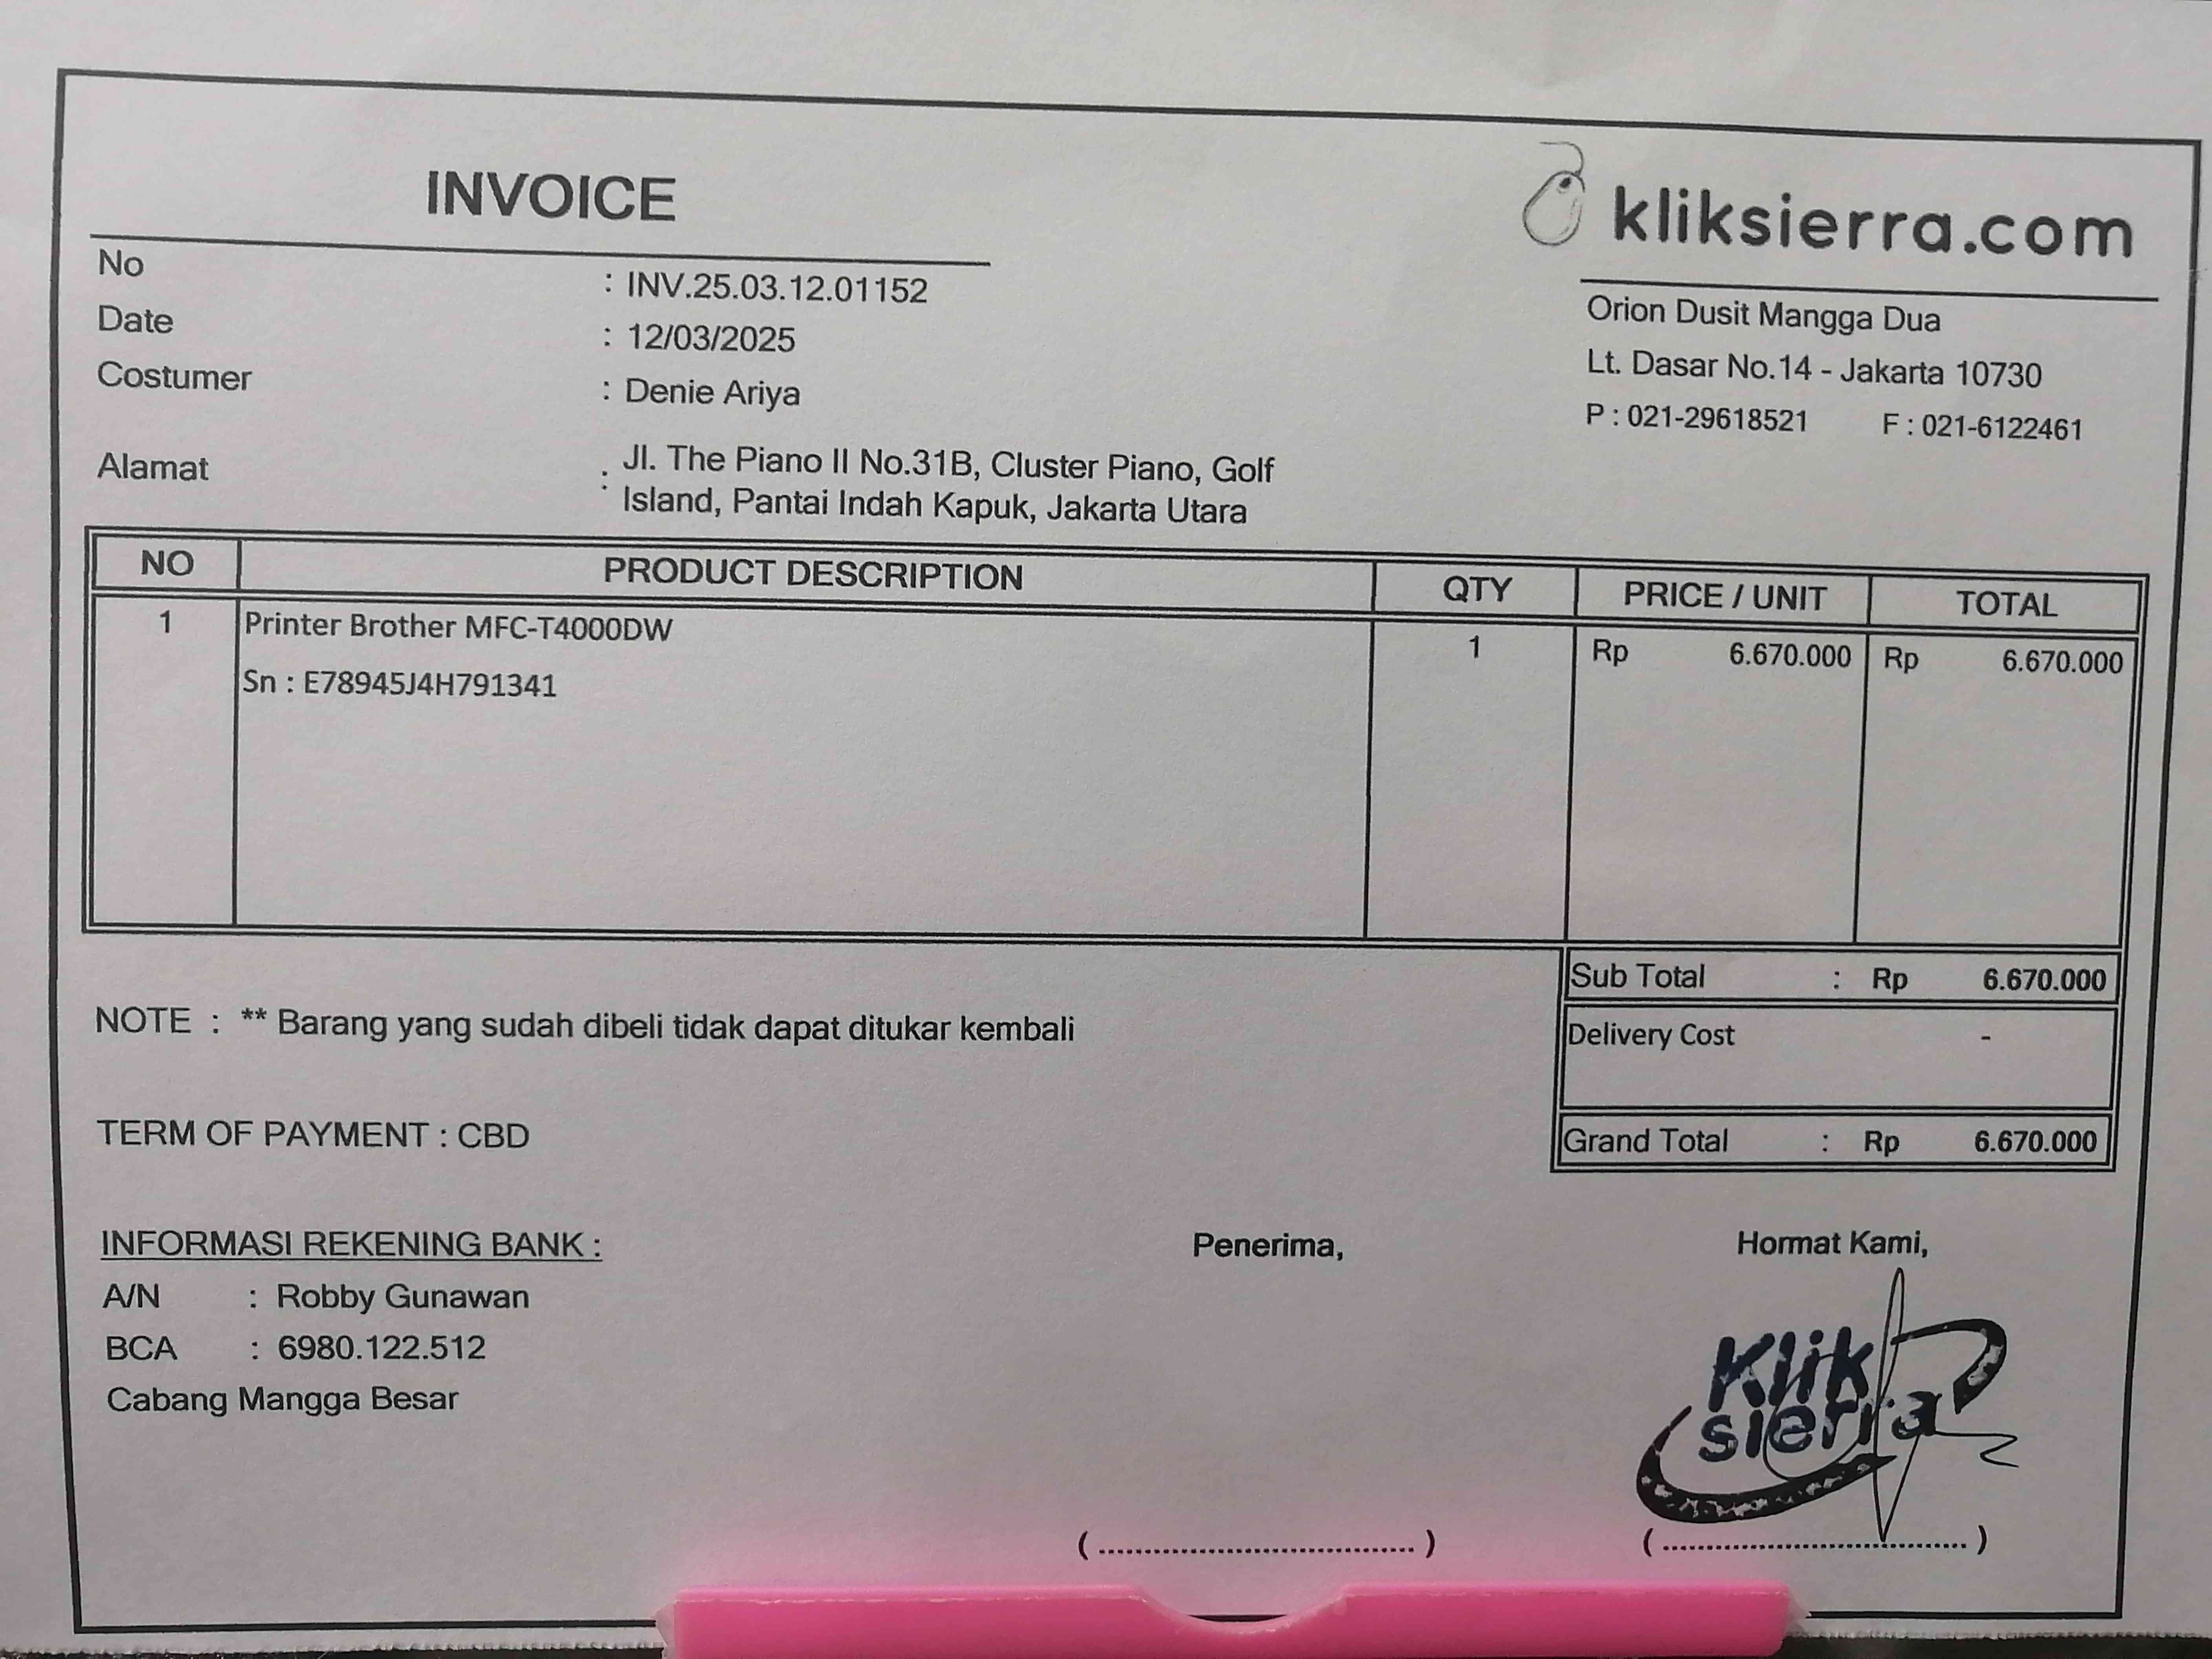 INVOICE
kliksierra.com
Orion Dusit Mangga Dua
Lt. Dasar No.14 - Jakarta 10730
P : 021-29618521 F : 021-6122461
No : INV.25.03.12.01152
Date : 12/03/2025
Costumer : Denie Ariya
Alamat : Jl. The Piano II No.31B, Cluster Piano, Golf
Island, Pantai Indah Kapuk, Jakarta Utara
NO PRODUCT DESCRIPTION QTY PRICE / UNIT TOTAL
1 Printer Brother MFC-T4000DW 1 Rp 6.670.000 Rp 6.670.000
Sn : E78945J4H791341
Sub Total : Rp 6.670.000
Delivery Cost -
Grand Total : Rp 6.670.000
NOTE : ** Barang yang sudah dibeli tidak dapat ditukar kembali
TERM OF PAYMENT : CBD
INFORMASI REKENING BANK :
A/N : Robby Gunawan
BCA : 6980.122.512
Cabang Mangga Besar
Penerima,
(....................................)
Hormat Kami,
Klik
sierra
(....................................)